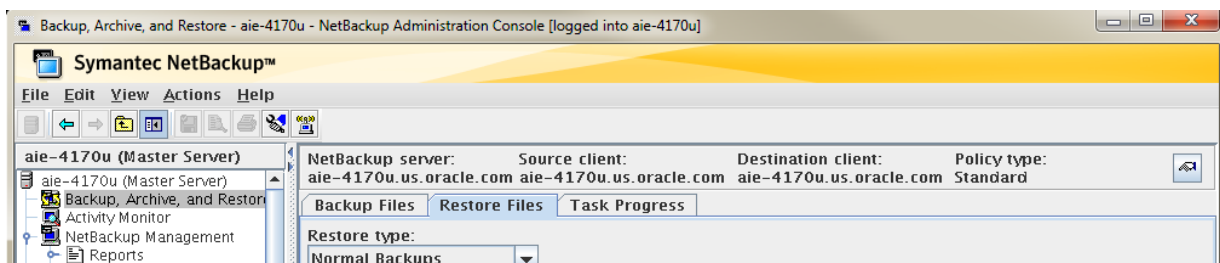 Backup, Archive, and Restore - aie-4170u - NetBackup Administration Console [logged into aie-4170u]
Symantec NetBackup™
File Edit View Actions Help
aie-4170u (Master Server)
NetBackup server: Source client: Destination client: Policy type:
aie-4170u.us.oracle.com aie-4170u.us.oracle.com aie-4170u.us.oracle.com Standard
aie-4170u (Master Server)
Backup, Archive, and Restor
Activity Monitor
NetBackup Management
Reports
Backup Files Restore Files Task Progress
Restore type:
Normal Backups